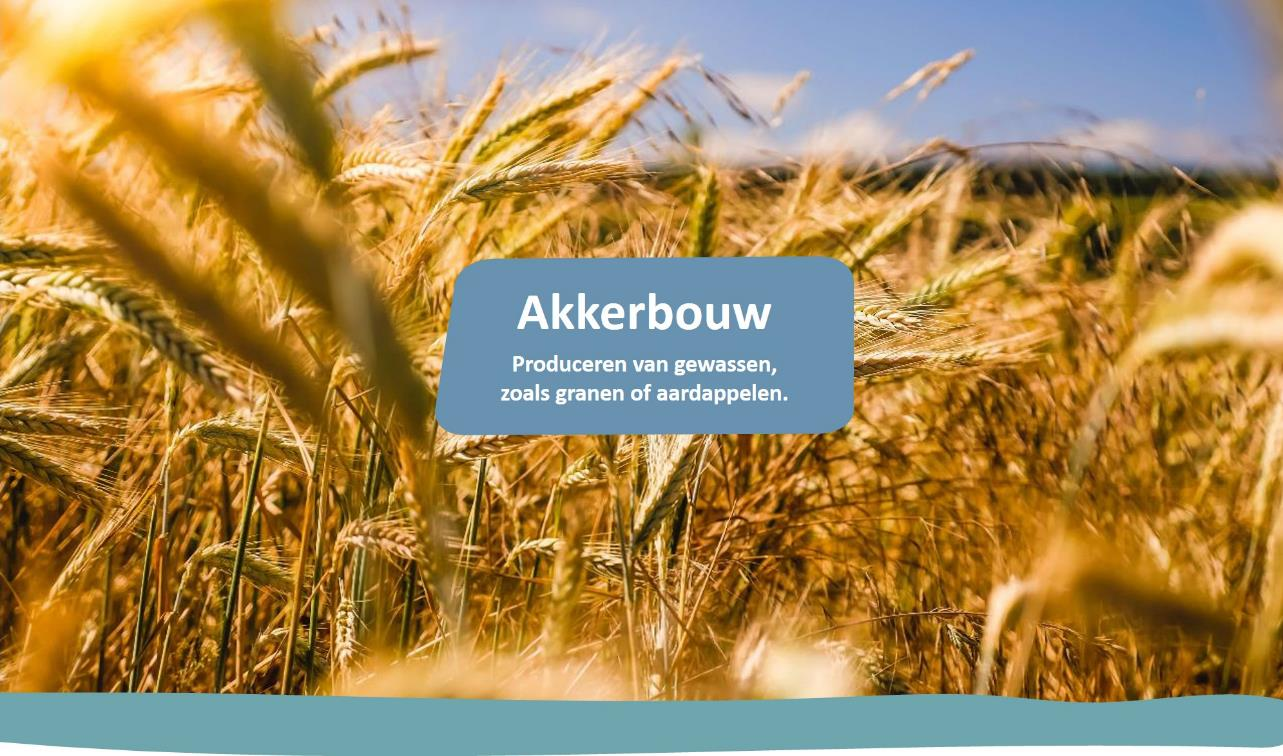 Akkerbouw
Produceren van gewassen,
zoals granen of aardappelen.